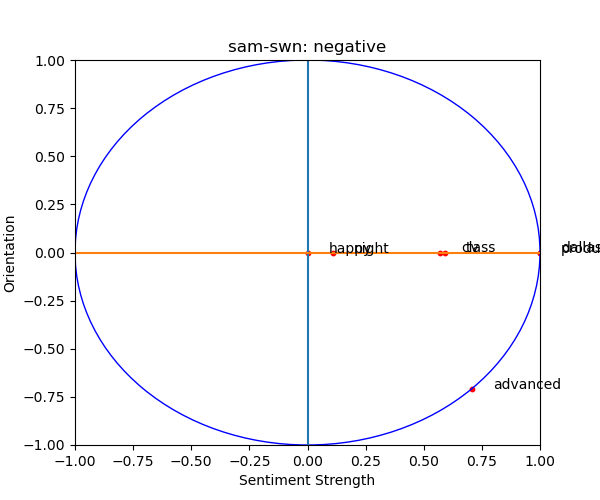 sam-swn: negative
1.00
0.75
0.50
0.25
0.00
−0.25
−0.50
−0.75
−1.00
Orientation
happy
class
advanced
−1.00 −0.75 −0.50 −0.25 0.00 0.25 0.50 0.75 1.00
Sentiment Strength